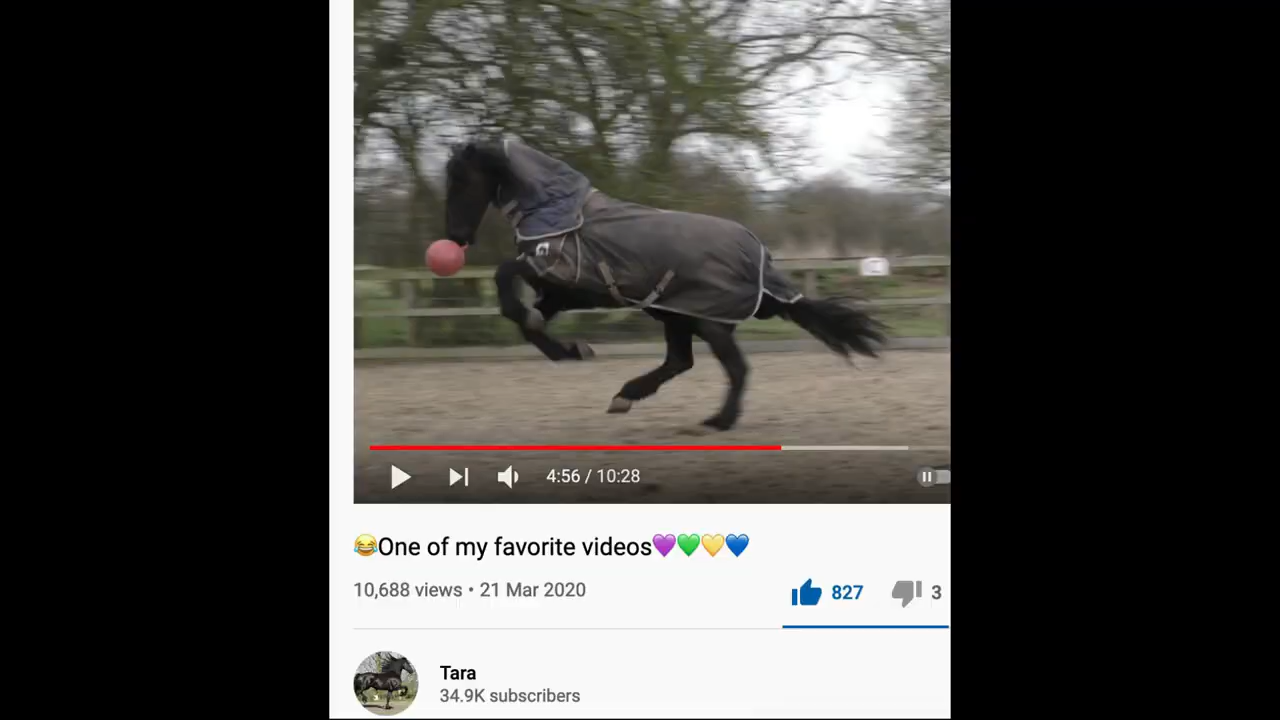 4:56 / 10:28
😂One of my favorite videos💜💚💛💙
10,688 views • 21 Mar 2020
827
3
Tara
34.9K subscribers